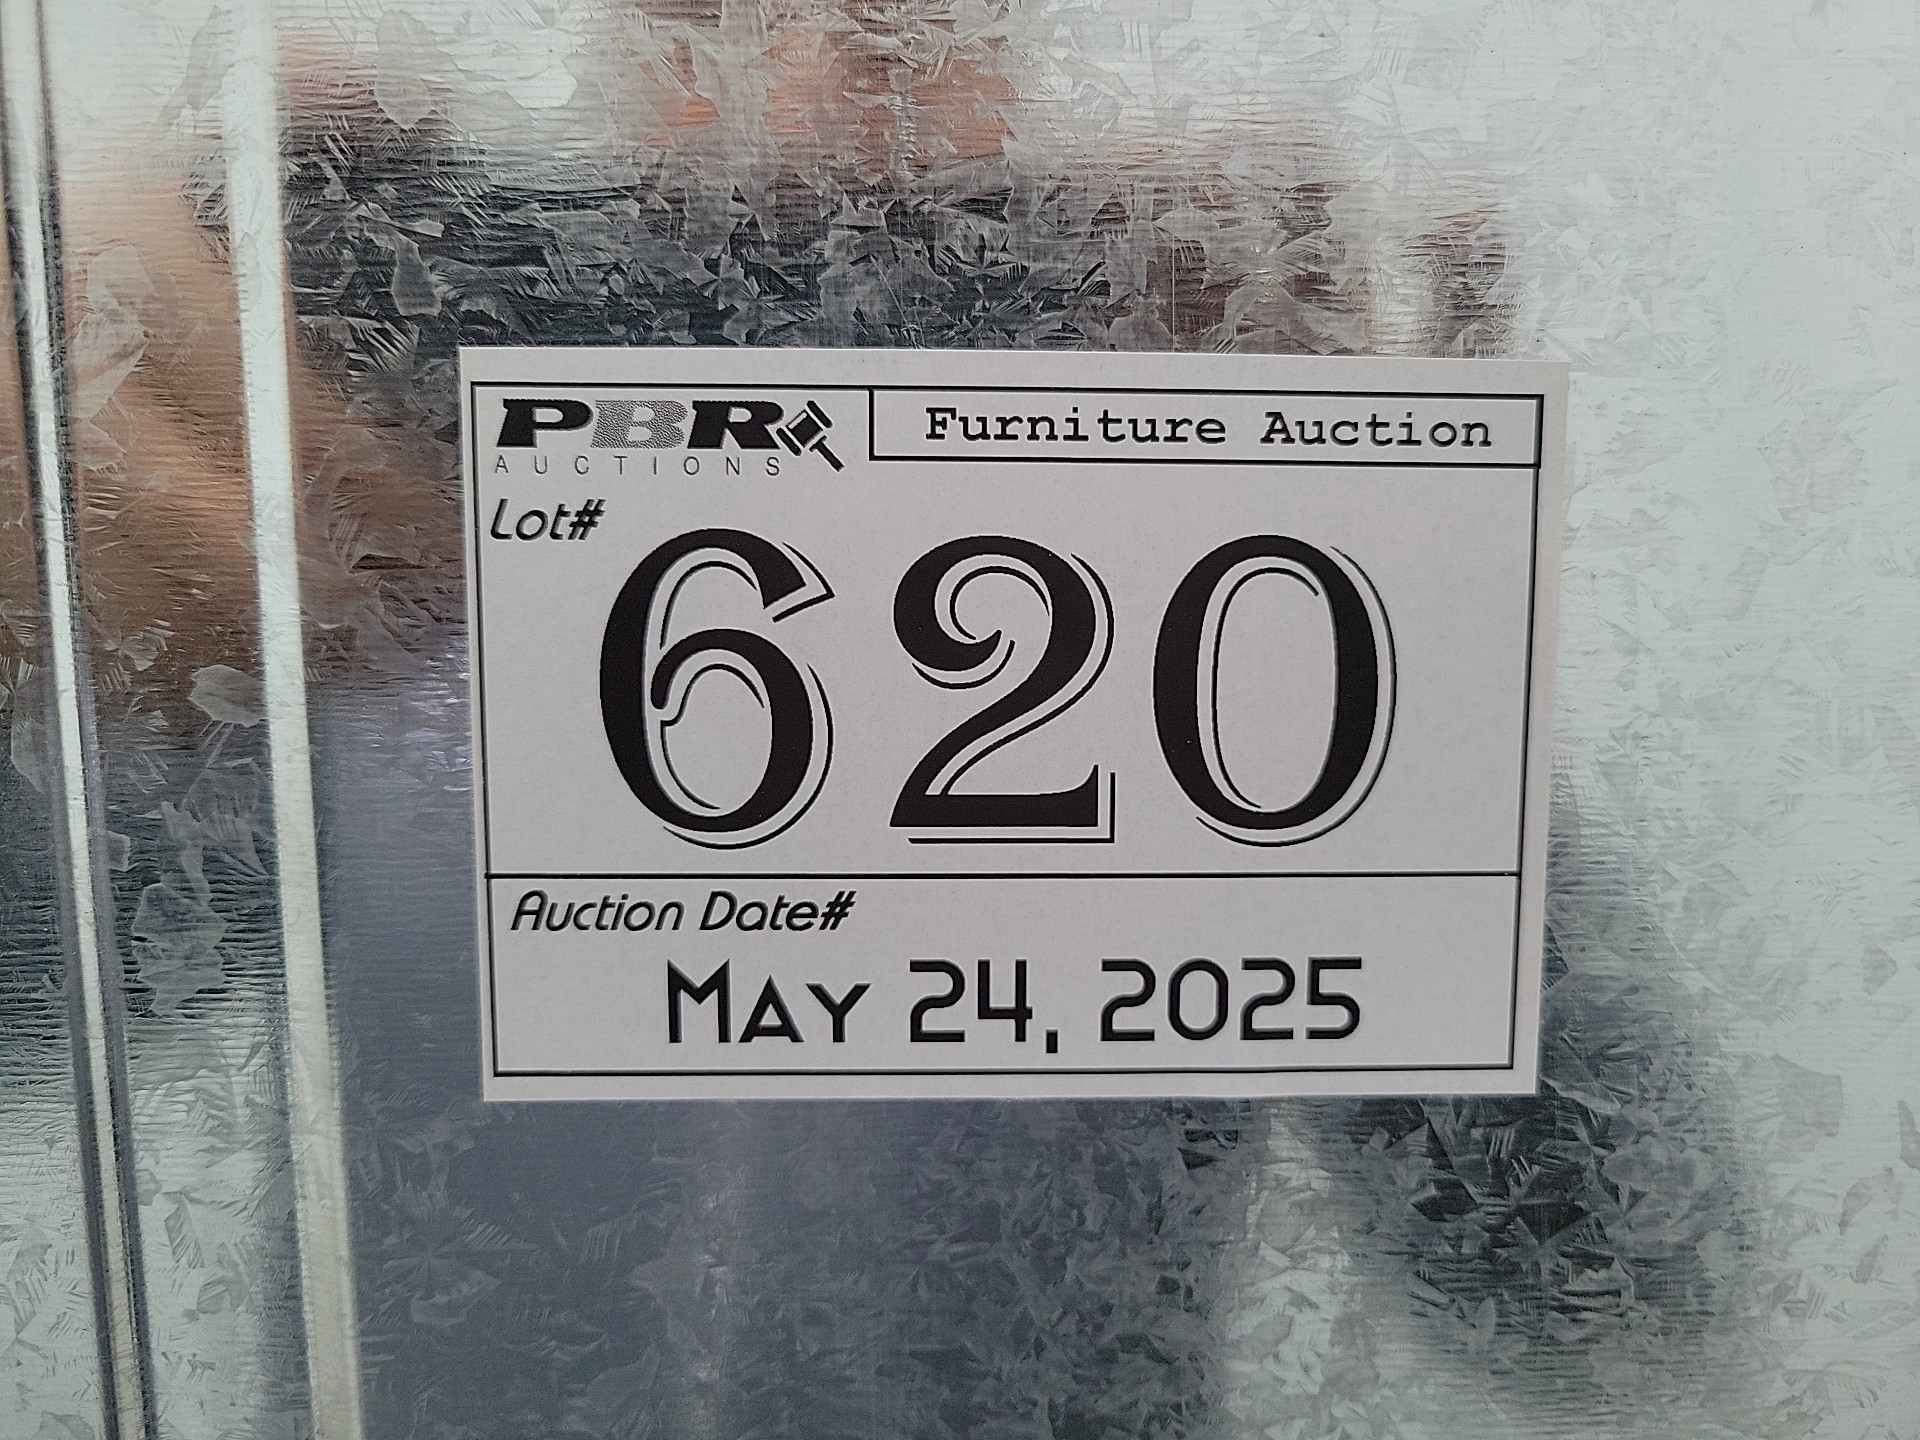 PBR
AUCTIONS
Furniture Auction
Lot#
620
Auction Date#
May 24, 2025